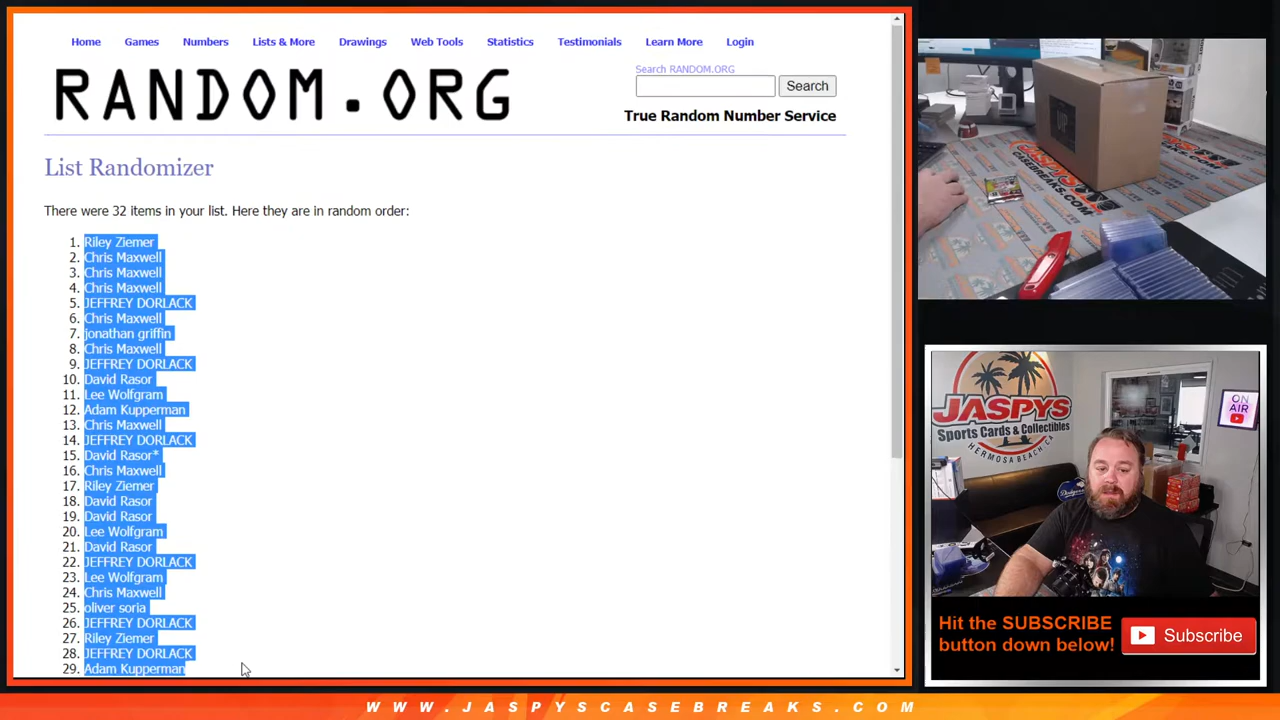 Home Games Numbers Lists & More Drawings Web Tools Statistics Testimonials Learn More Login
RANDOM.ORG
Search RANDOM.ORG
Search
True Random Number Service
List Randomizer
There were 32 items in your list. Here they are in random order:
1. Riley Ziemer
2. Chris Maxwell
3. Chris Maxwell
4. Chris Maxwell
5. JEFFREY DORLACK
6. Chris Maxwell
7. jonathan griffin
8. Chris Maxwell
9. JEFFREY DORLACK
10. David Rasor
11. Lee Wolfgram
12. Adam Kupperman
13. Chris Maxwell
14. JEFFREY DORLACK
15. David Rasor*
16. Chris Maxwell
17. Riley Ziemer
18. David Rasor
19. David Rasor
20. Lee Wolfgram
21. David Rasor
22. JEFFREY DORLACK
23. Lee Wolfgram
24. Chris Maxwell
25. oliver soria
26. JEFFREY DORLACK
27. Riley Ziemer
28. JEFFREY DORLACK
29. Adam Kupperman
JASPYS
CASEBREAKS.COM
JASPYS
Sports Cards & Collectibles
HERMOSA BEACH CA
ON
AIR
Dodgers
Hit the SUBSCRIBE
button down below!
Subscribe
WWW.JASPYSCASEBREAKS.COM